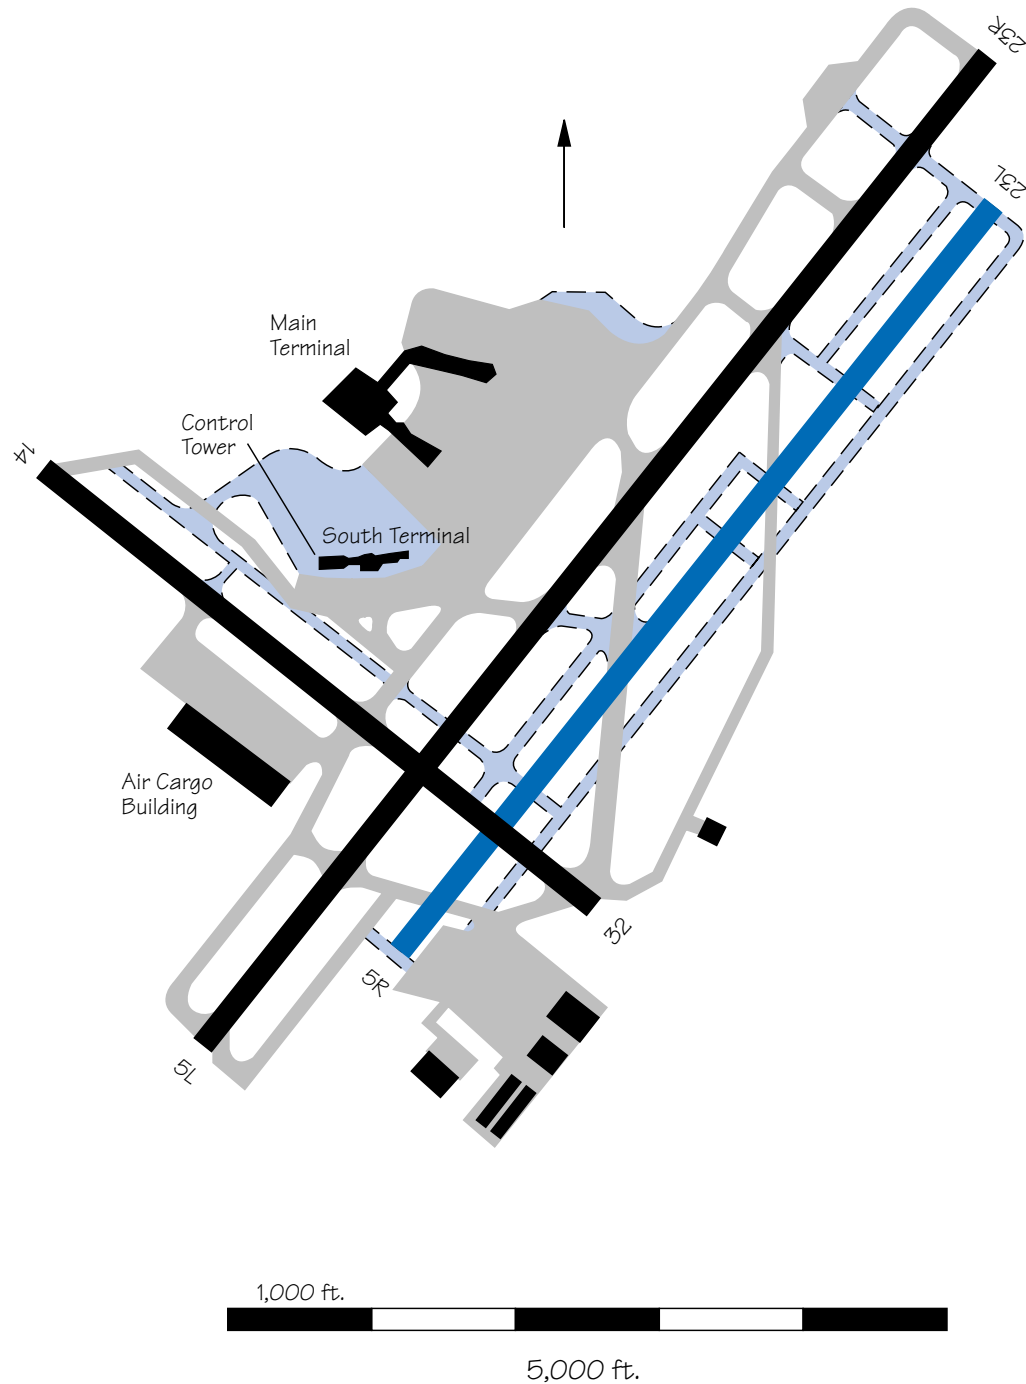 23R
23L
Main
Terminal
Control
Tower
14
South Terminal
Air Cargo
Building
32
5R
5L
1,000 ft.
5,000 ft.